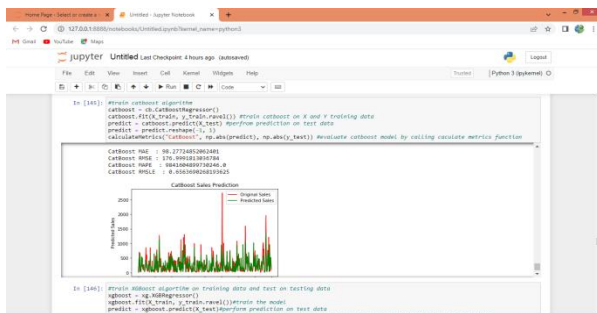 Home Page - Select or create a n
Untitled - Jupyter Notebook
127.0.0.1:8888/notebooks/Untitled.ipynb?kernel_name=python3
Gmail YouTube Maps
jupyter Untitled Last Checkpoint: 4 hours ago (autosaved)
Logout
File Edit View Insert Cell Kernel Widgets Help
Trusted Python 3 (ipykernel)
Run Code
In [145]: #train catboost algorithm
catboost = cb.CatBoostRegressor()
catboost.fit(X_train, y_train.ravel()) #train catboost on X and Y training data
predict = catboost.predict(X_test) #perfrom prediction on test data
predict = predict.reshape(-1, 1)
calculateMetrics("CatBoost", np.abs(predict), np.abs(y_test)) #evaluate catboost model by calling caculate metrics function
CatBoost MAE : 98.27724852062401
CatBoost RMSE : 176.9991013036784
CatBoost MAPE : 9841604899730246.0
CatBoost RMSLE : 0.6563690268193625
CatBoost Sales Prediction
Original Sales
Predicted Sales
Predicted Sales
2500
2000
1500
1000
500
0
In [146]: #train XGBoost algorithm on training data and test on testing data
xgboost = xg.XGBRegressor()
xgboost.fit(X_train, y_train.ravel())#train the model
predict = xgboost.predict(X_test)#perform prediction on test data